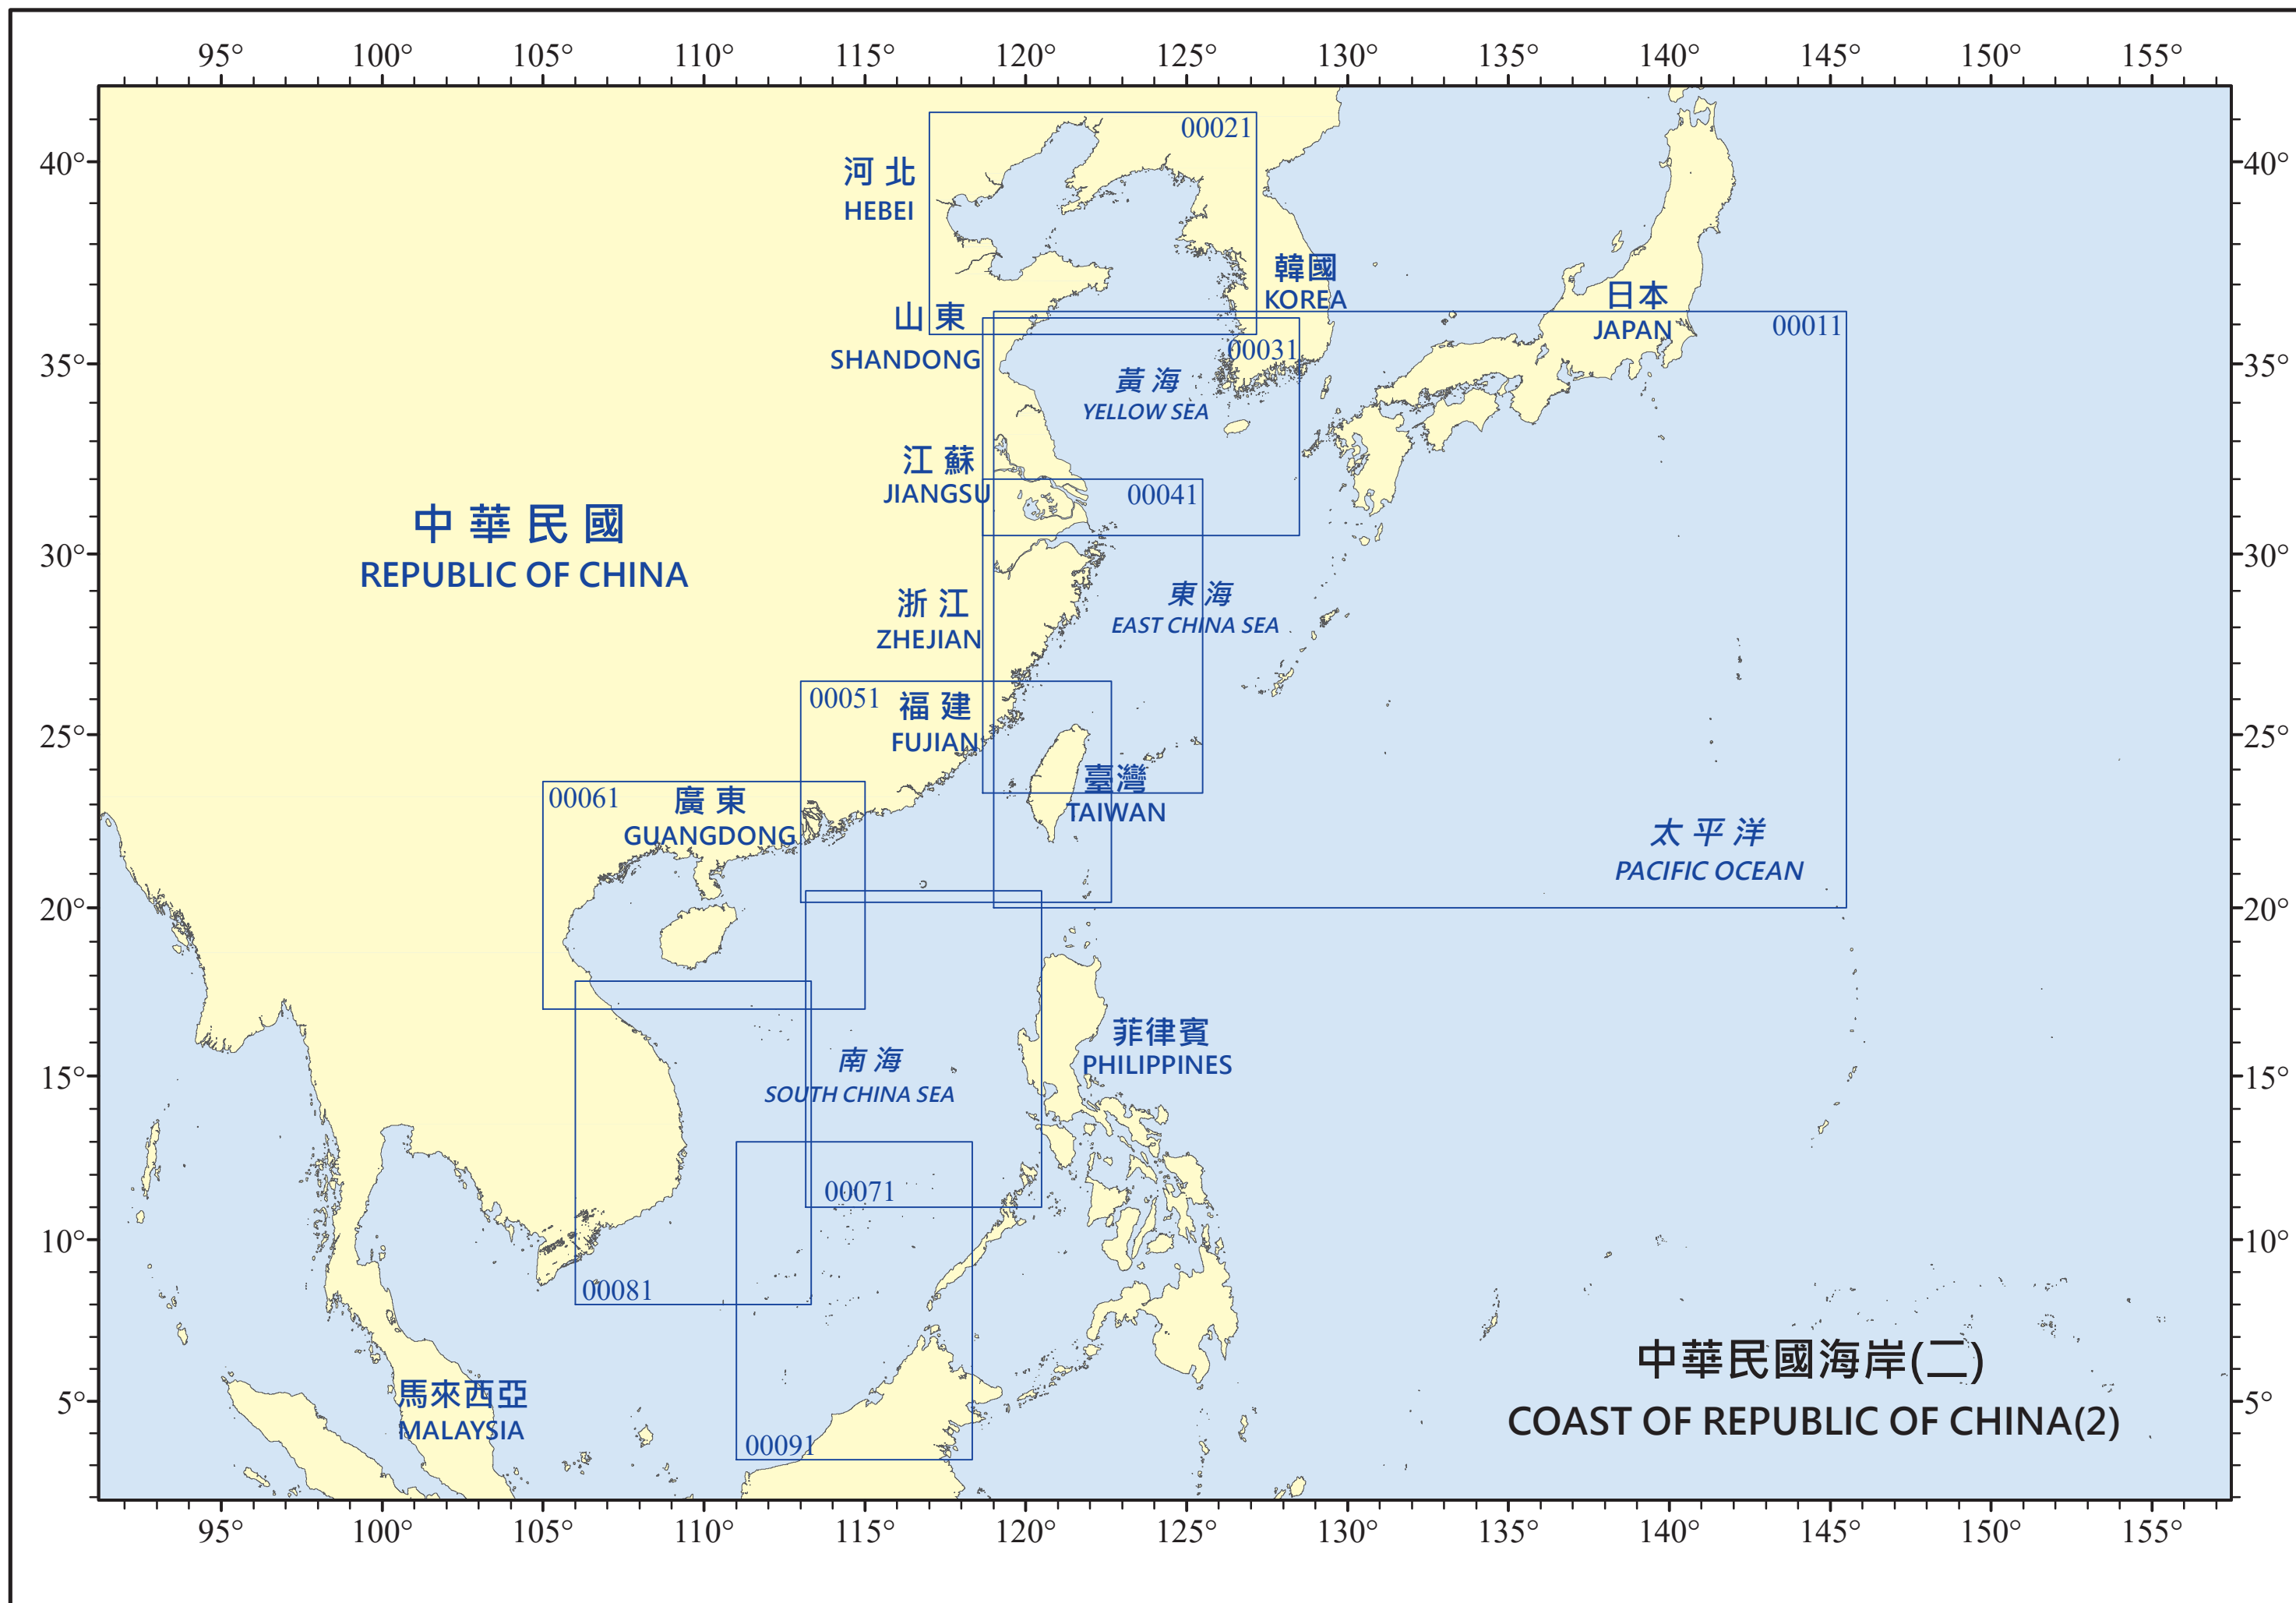 95° 100° 105° 110° 115° 120° 125° 130° 135° 140° 145° 150° 155°
40° 40°
35° 35°
30° 30°
25° 25°
20° 20°
15° 15°
10° 10°
5° 5°
00021
河北
HEBEI
韓國
KOREA
日本
JAPAN
00011
山東
SHANDONG
00031
黃海
YELLOW SEA
江蘇
JIANGSU
00041
中華民國
REPUBLIC OF CHINA
浙江
ZHEJIAN
東海
EAST CHINA SEA
00051
福建
FUJIAN
臺灣
TAIWAN
00061
廣東
GUANGDONG
太平洋
PACIFIC OCEAN
菲律賓
PHILIPPINES
南海
SOUTH CHINA SEA
00071
00081
馬來西亞
MALAYSIA
00091
中華民國海岸(二)
COAST OF REPUBLIC OF CHINA(2)
95° 100° 105° 110° 115° 120° 125° 130° 135° 140° 145° 150° 155°